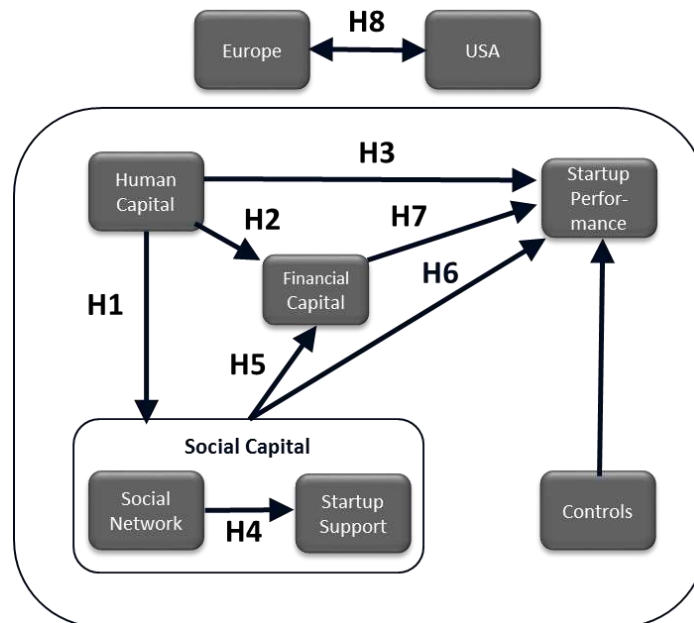 H8
Europe
USA
H3
Human
Capital
Startup
Perfor-
mance
H2
H7
Financial
Capital
H6
H1
H5
Social Capital
Social
Network
H4
Startup
Support
Controls